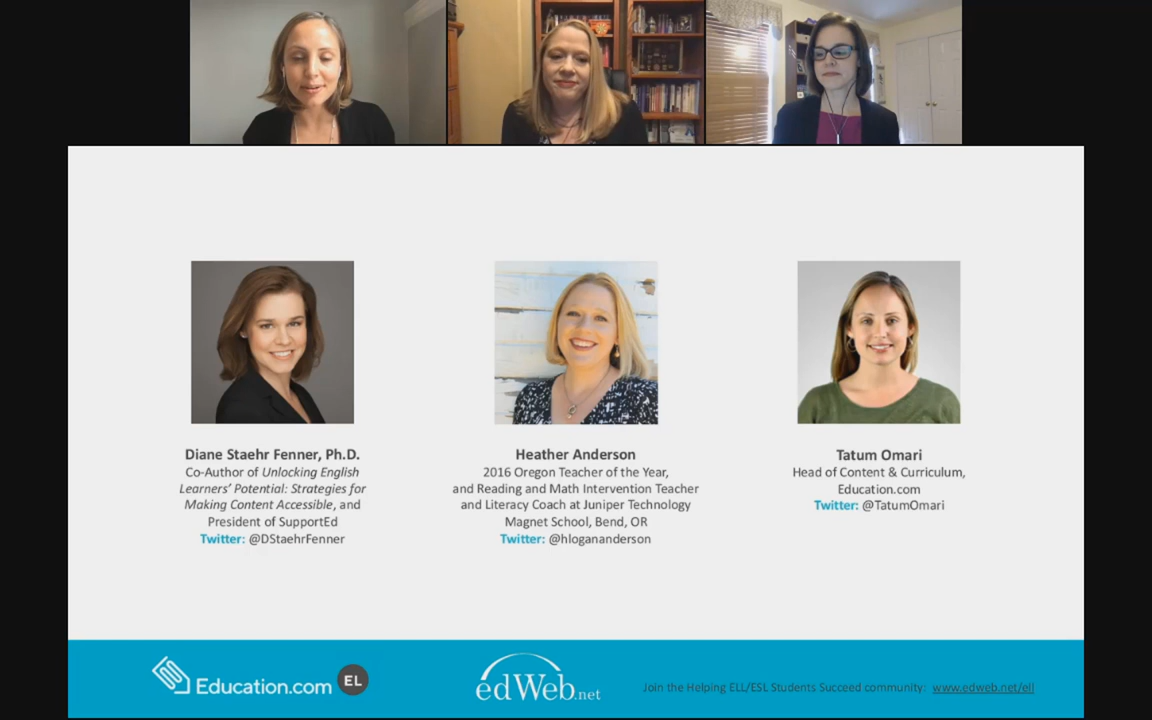 Diane Staehr Fenner, Ph.D.
Co-Author of Unlocking English
Learners' Potential: Strategies for
Making Content Accessible, and
President of SupportEd
Twitter: @DStaehrFenner
Heather Anderson
2016 Oregon Teacher of the Year,
and Reading and Math Intervention Teacher
and Literacy Coach at Juniper Technology
Magnet School, Bend, OR
Twitter: @hlogananderson
Tatum Omari
Head of Content & Curriculum,
Education.com
Twitter: @TatumOmari
Education.com EL
edWeb.net
Join the Helping ELL/ESL Students Succeed community: www.edweb.net/ell